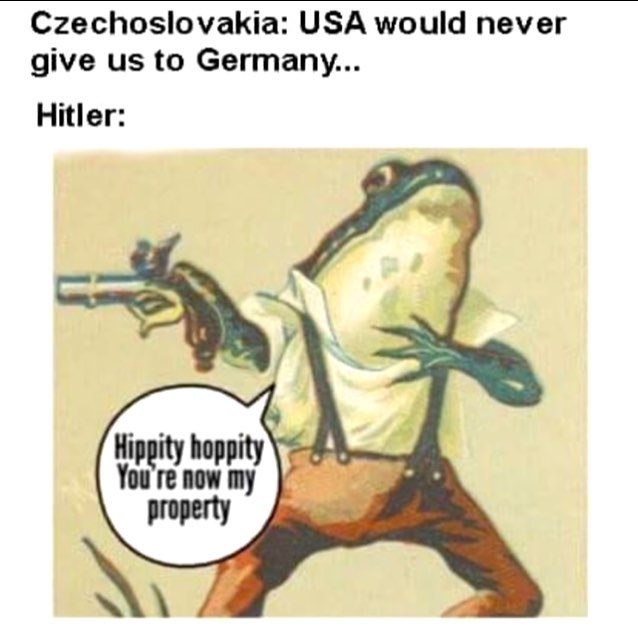 Czechoslovakia: USA would never
give us to Germany...
Hitler:
Hippity hoppity
You're now my
property